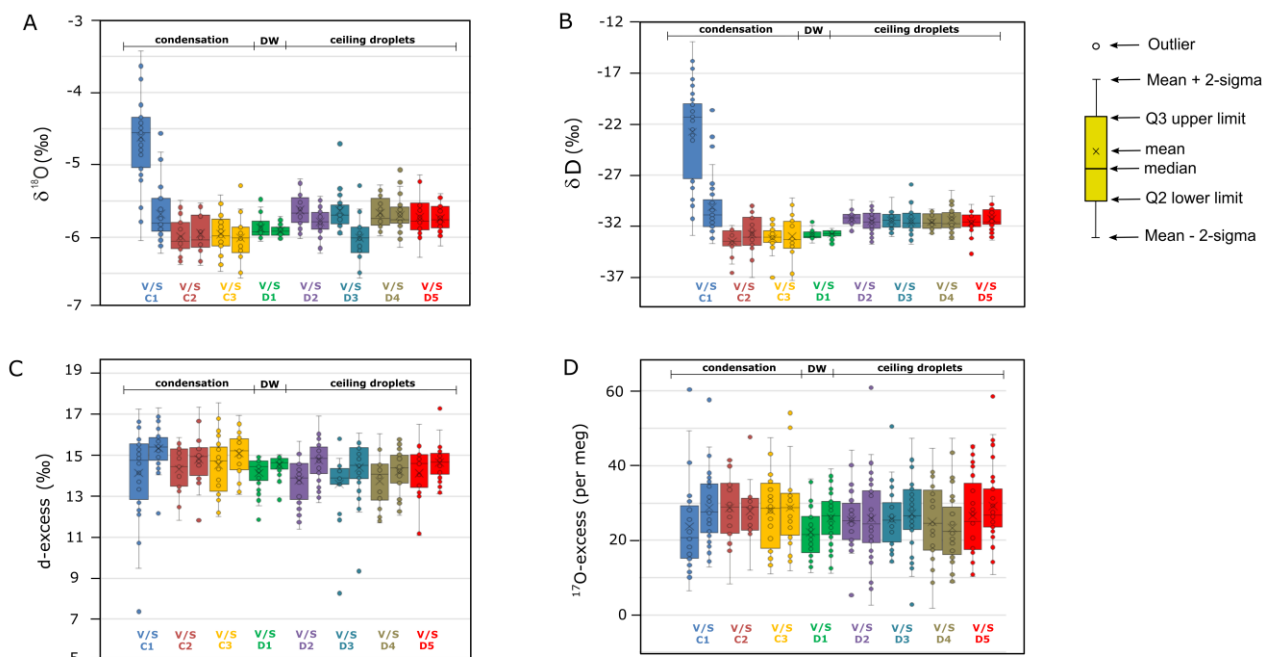 A
δ ¹⁸O (‰)
-3
-4
-5
-6
-7
condensation DW ceiling droplets
V/S V/S V/S V/S V/S V/S V/S V/S
C1 C2 C3 D1 D2 D3 D4 D5
B
δ D (‰)
-12
-17
-22
-27
-32
-37
condensation DW ceiling droplets
V/S V/S V/S V/S V/S V/S V/S V/S
C1 C2 C3 D1 D2 D3 D4 D5
Outlier
Mean + 2-sigma
Q3 upper limit
mean
median
Q2 lower limit
Mean - 2-sigma
C
d-excess (‰)
19
17
15
13
11
9
7
condensation DW ceiling droplets
V/S V/S V/S V/S V/S V/S V/S V/S
C1 C2 C3 D1 D2 D3 D4 D5
D
¹⁷O-excess (per meg)
60
40
20
0
condensation DW ceiling droplets
V/S V/S V/S V/S V/S V/S V/S V/S
C1 C2 C3 D1 D2 D3 D4 D5